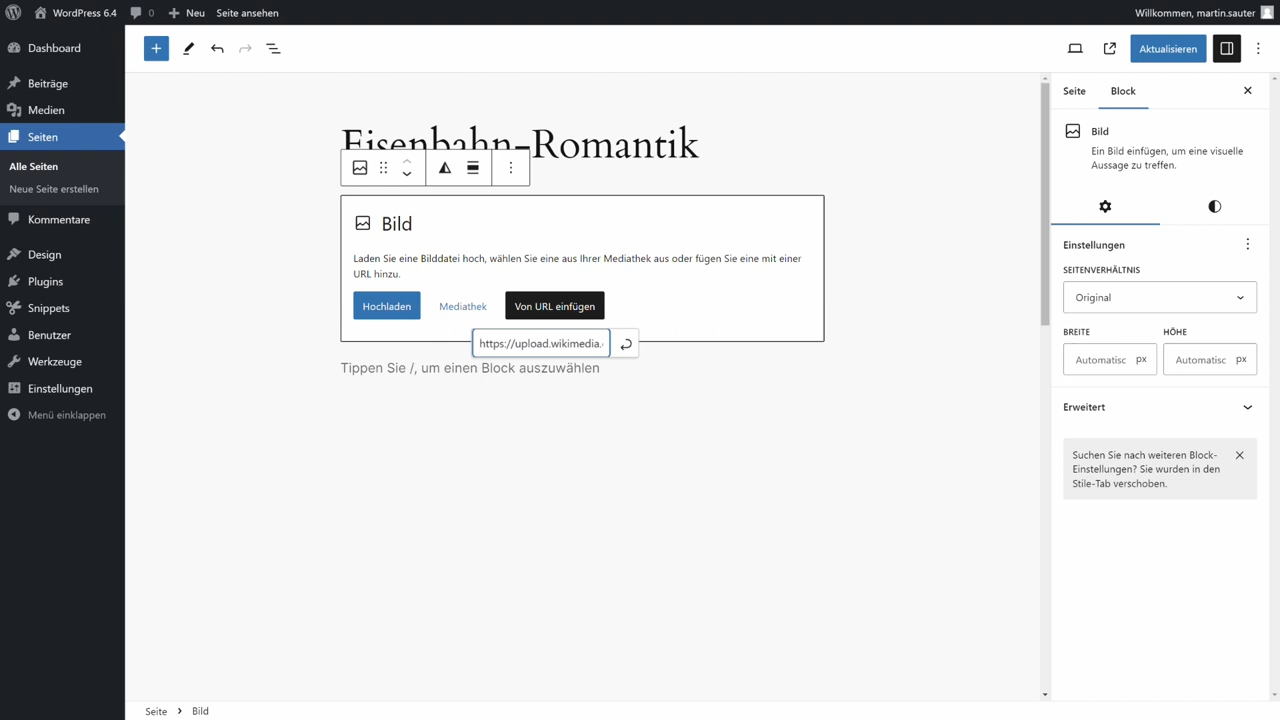 WordPress 6.4
0
Neu
Seite ansehen
Willkommen, martin.sauter
Dashboard
Beiträge
Medien
Seiten
Alle Seiten
Neue Seite erstellen
Kommentare
Design
Plugins
Snippets
Benutzer
Werkzeuge
Einstellungen
Menü einklappen
Aktualisieren
Eisenbahn-Romantik
Bild
Laden Sie eine Bilddatei hoch, wählen Sie eine aus Ihrer Mediathek aus oder fügen Sie eine mit einer
URL hinzu.
Hochladen
Mediathek
Von URL einfügen
https://upload.wikimedia.
Tippen Sie /, um einen Block auszuwählen
Seite
Block
Bild
Ein Bild einfügen, um eine visuelle
Aussage zu treffen.
Einstellungen
SEITENVERHÄLTNIS
Original
BREITE
HÖHE
Automatisc px
Automatisc px
Erweitert
Suchen Sie nach weiteren Block-
Einstellungen? Sie wurden in den
Stile-Tab verschoben.
Seite
Bild